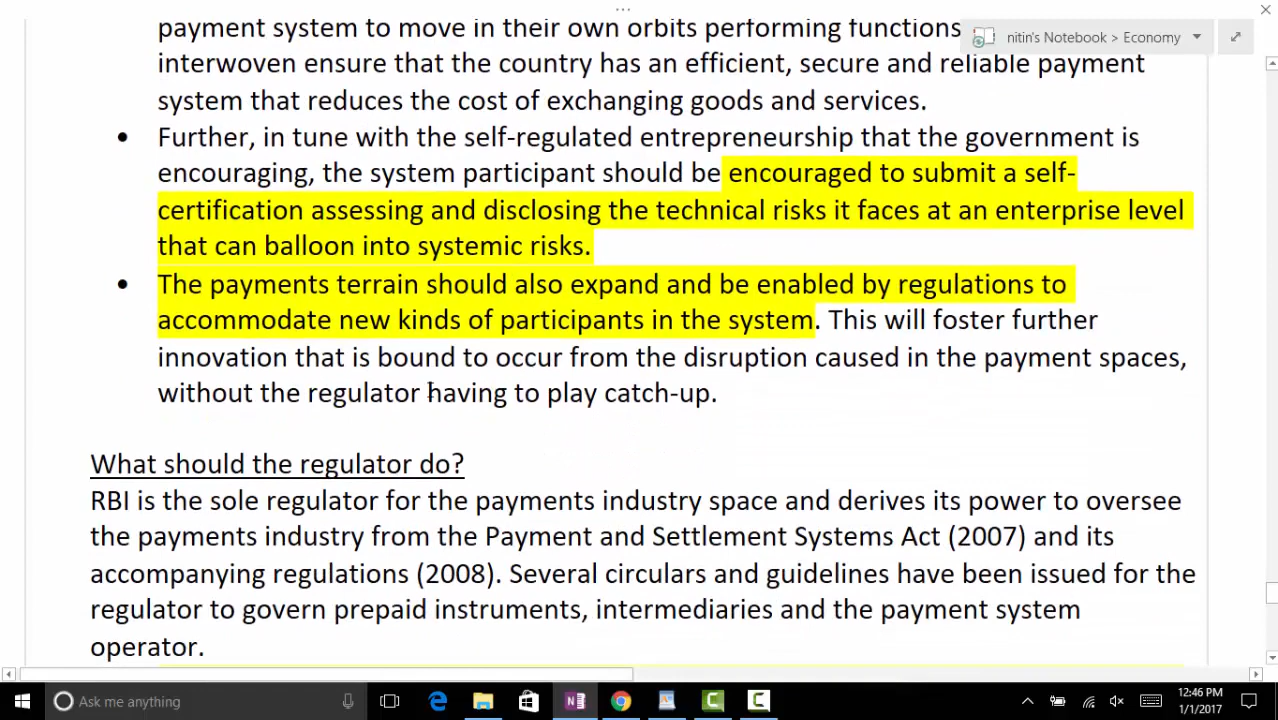 payment system to move in their own orbits performing functions
nitin's Notebook > Economy
interwoven ensure that the country has an efficient, secure and reliable payment
system that reduces the cost of exchanging goods and services.
• Further, in tune with the self-regulated entrepreneurship that the government is
encouraging, the system participant should be encouraged to submit a self-
certification assessing and disclosing the technical risks it faces at an enterprise level
that can balloon into systemic risks.
• The payments terrain should also expand and be enabled by regulations to
accommodate new kinds of participants in the system. This will foster further
innovation that is bound to occur from the disruption caused in the payment spaces,
without the regulator having to play catch-up.
What should the regulator do?
RBI is the sole regulator for the payments industry space and derives its power to oversee
the payments industry from the Payment and Settlement Systems Act (2007) and its
accompanying regulations (2008). Several circulars and guidelines have been issued for the
regulator to govern prepaid instruments, intermediaries and the payment system
operator.
Ask me anything
12:46 PM
1/1/2017